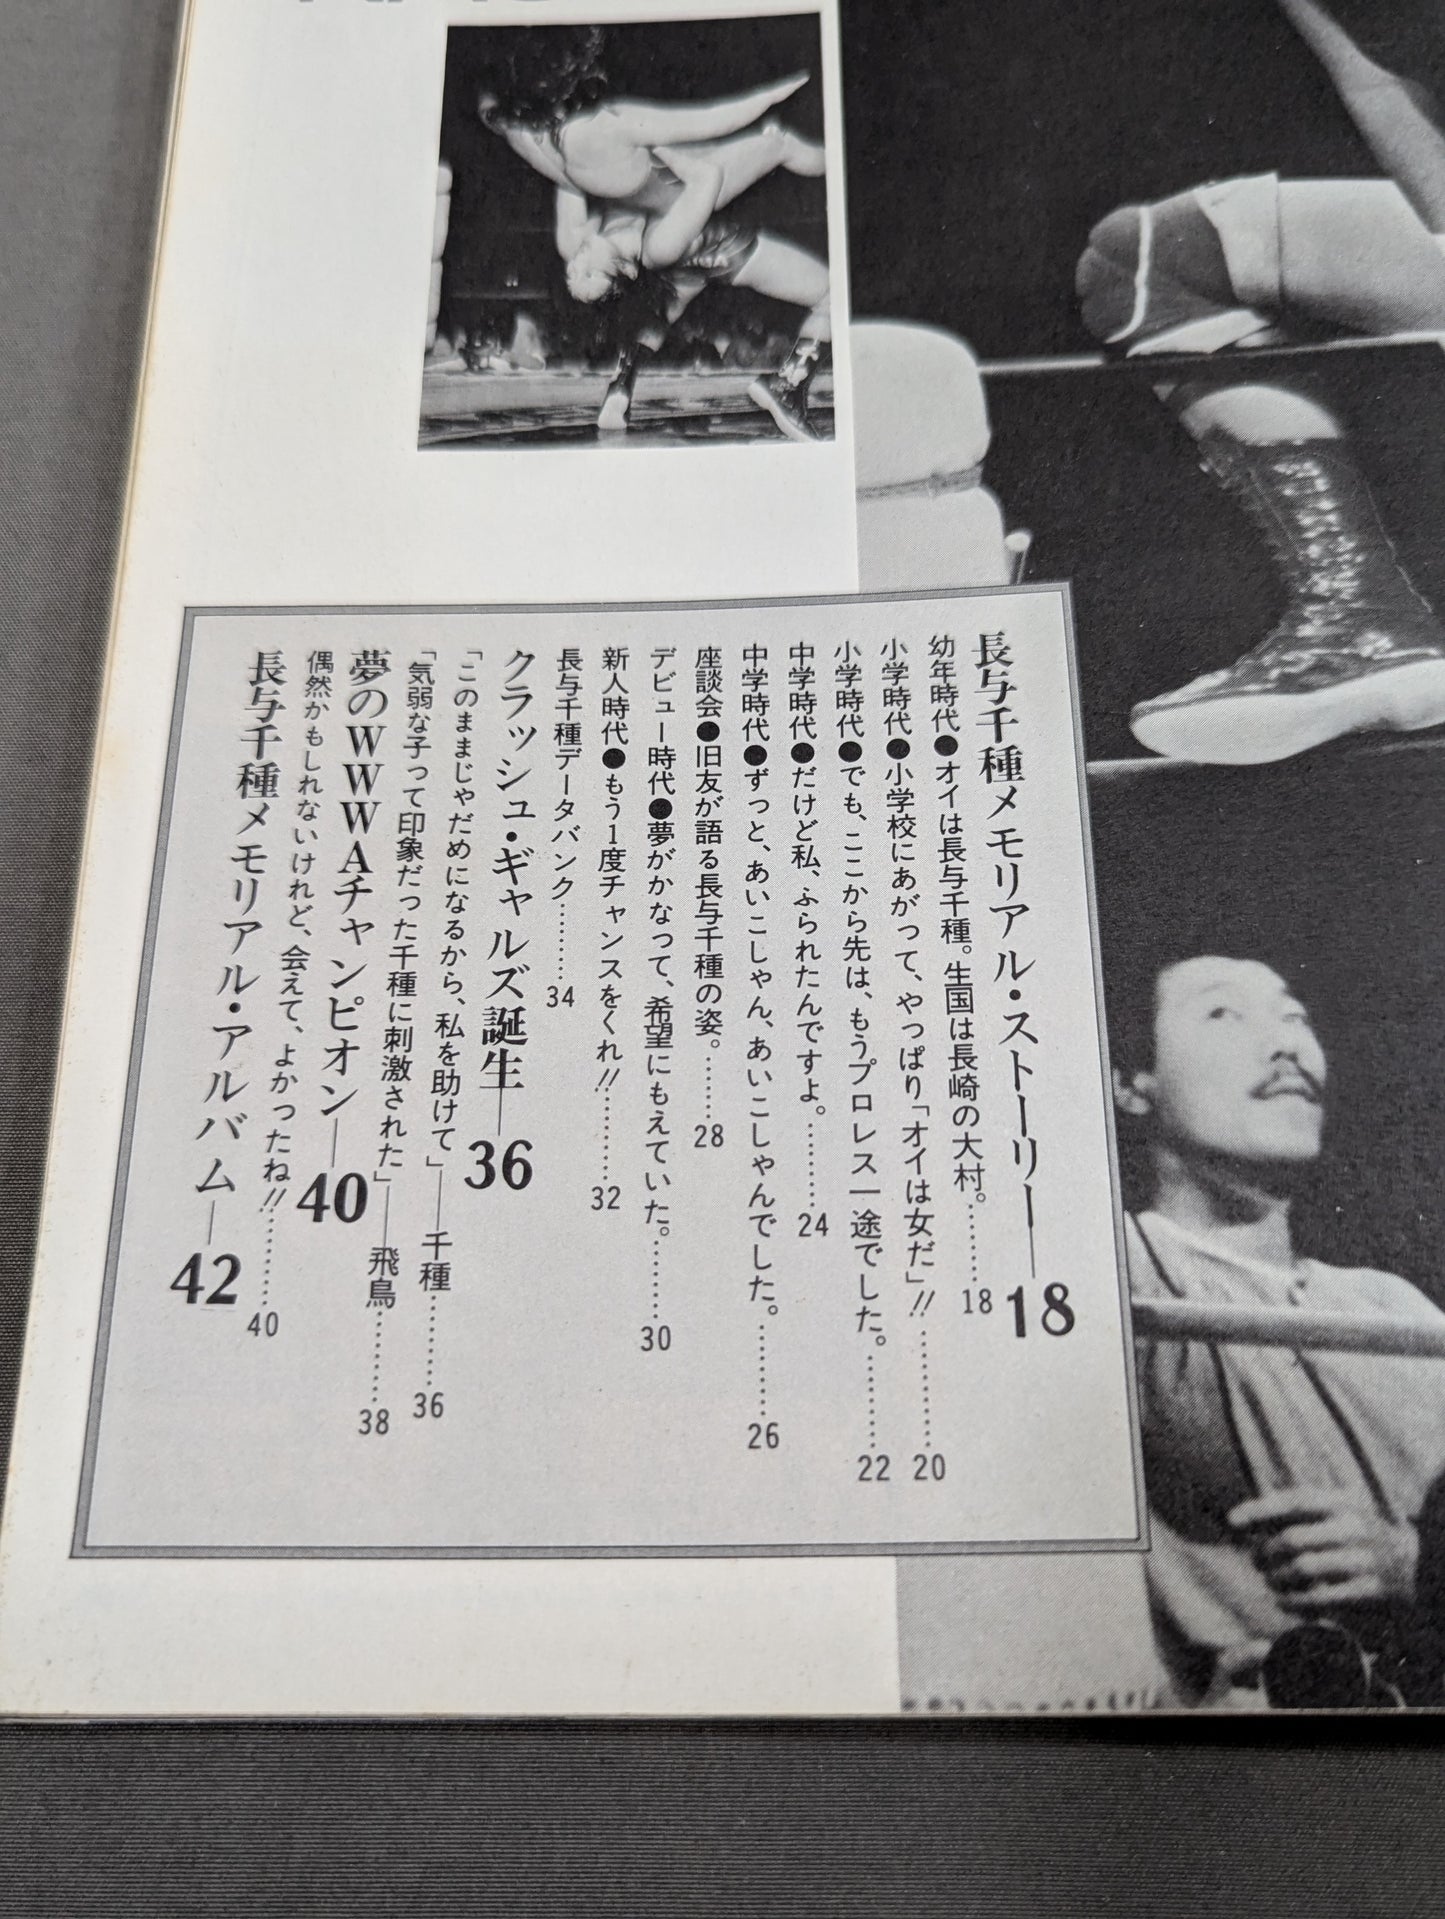 長与千種メモリアル・ストーリー──18
幼年時代●オイは長与千種。生国は長崎の大村。………18
小学時代●小学校にあがって、やっぱり「オイは女だ」!!…………20
小学時代●でも、ここから先は、もうプロレス一途でした。………22
中学時代●だけど私、ふられたんですよ。………24
中学時代●ずっと、あいこしゃん、あいこしゃんでした。………26
座談会●旧友が語る長与千種の姿。………28
デビュー時代●夢がかなって、希望にもえていた。………30
新人時代●もう1度チャンスをくれ!!…………32
長与千種データバンク………34
クラッシュ・ギャルズ誕生──36
「このままじゃだめになるから、私を助けて」──千種………36
「気弱な子って印象だった千種に刺激された」──飛鳥………38
夢のWWWAチャンピオン──40
偶然かもしれないけれど、会えて、よかったね!!…………40
長与千種メモリアル・アルバム──42